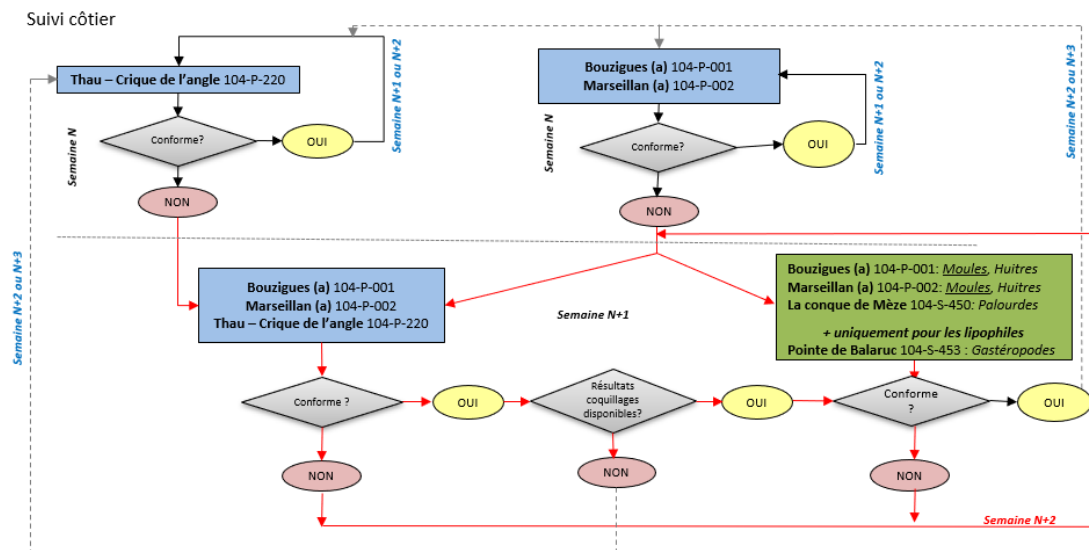 Suivi côtier
Thau – Crique de l’angle 104-P-220
Semaine N
Conforme?
OUI
NON
Semaine N+1 ou N+2
Bouzigues (a) 104-P-001
Marseillan (a) 104-P-002
Semaine N
Conforme?
OUI
NON
Semaine N+1 ou N+2
Semaine N+2 ou N+3
Semaine N+2 ou N+3
Bouzigues (a) 104-P-001
Marseillan (a) 104-P-002
Thau – Crique de l’angle 104-P-220
Semaine N+1
Bouzigues (a) 104-P-001: Moules, Huitres
Marseillan (a) 104-P-002: Moules, Huitres
La conque de Mèze 104-S-450: Palourdes
+ uniquement pour les lipophiles
Pointe de Balaruc 104-S-453 : Gastéropodes
Conforme ?
OUI
NON
Résultats
coquillages
disponibles?
OUI
NON
Conforme
?
OUI
NON
Semaine N+2